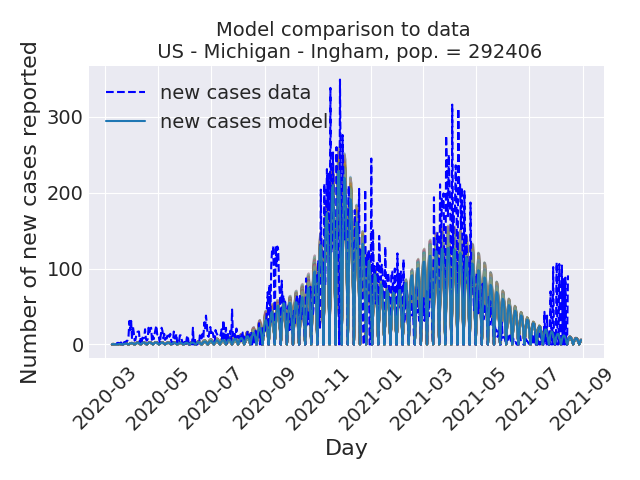 Model comparison to data
US - Michigan - Ingham, pop. = 292406
Number of new cases reported
300
200
100
0
new cases data
new cases model
2020-03
2020-05
2020-07
2020-09
2020-11
2021-01
2021-03
2021-05
2021-07
2021-09
Day